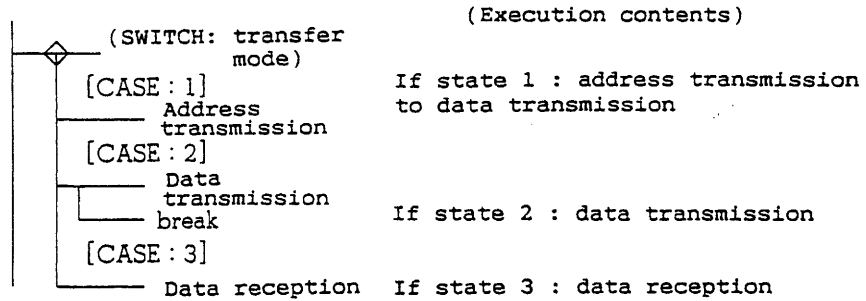 (Execution contents)
(SWITCH: transfer
mode)
[CASE : 1]
If state 1 : address transmission
to data transmission
Address
transmission
[CASE : 2]
Data
transmission
break
If state 2 : data transmission
[CASE : 3]
Data reception
If state 3 : data reception